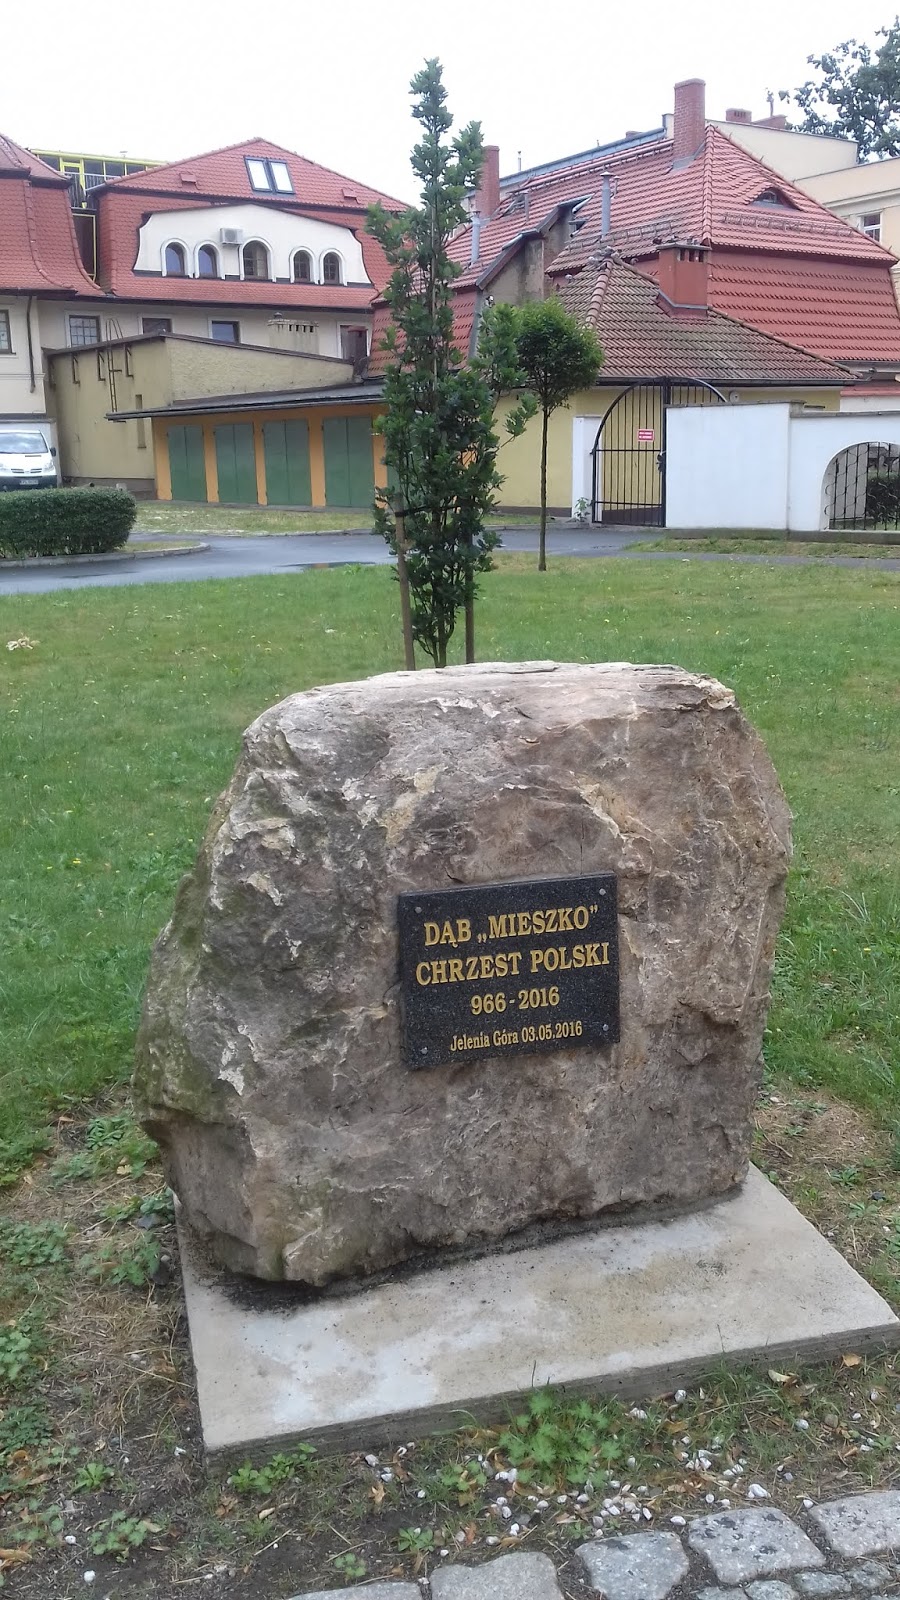 DĄB „MIESZKO”
CHRZEST POLSKI
966 - 2016
Jelenia Góra 03.05.2016